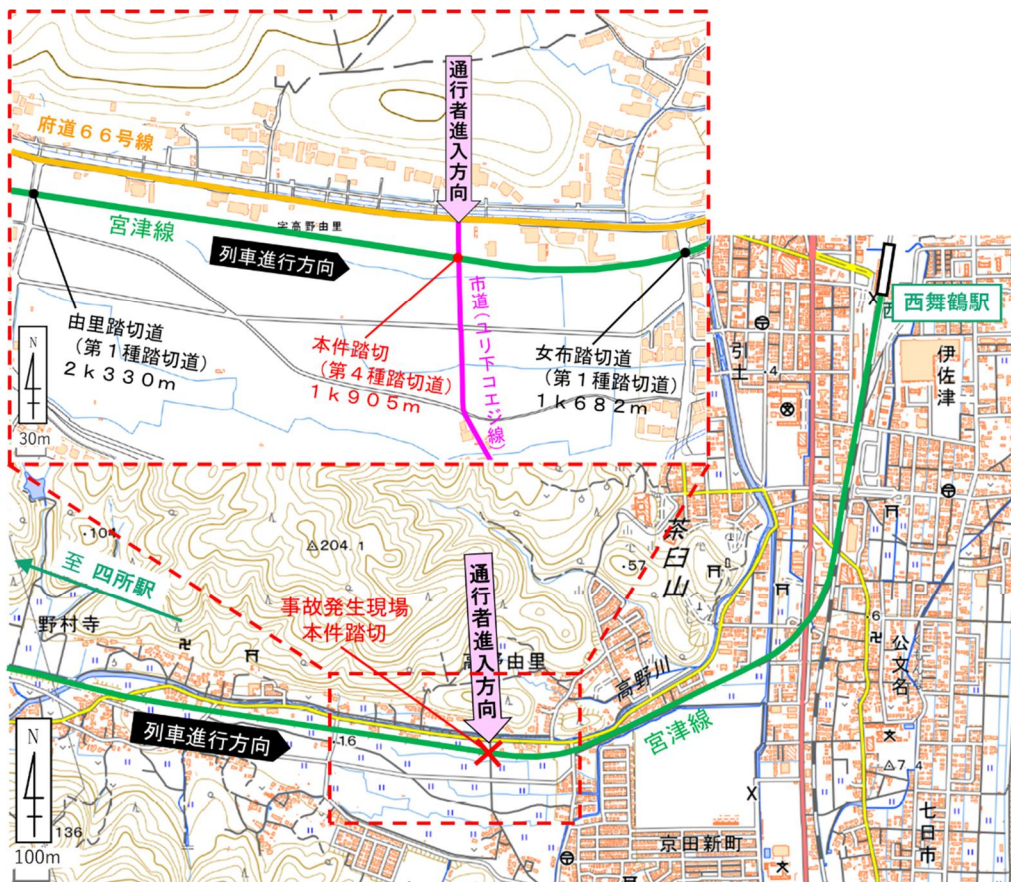 通行者進入方向
府道66号線
宮津線
字高野由里
列車進行方向
由里踏切道
(第1種踏切道)
2k330m
本件踏切
(第4種踏切道)
1k905m
市道(ユリ下コエジ線)
女布踏切道
(第1種踏切道)
1k682m
N
30m
西舞鶴駅
西
引土
4
伊佐津
10
204.1
茶臼山
57
至 四所駅
野村寺
事故発生現場
本件踏切
通行者進入方向
高野由里
高野川
列車進行方向
16
宮津線
6
公文名
7.4
七日市
京田新町
N
100m
136